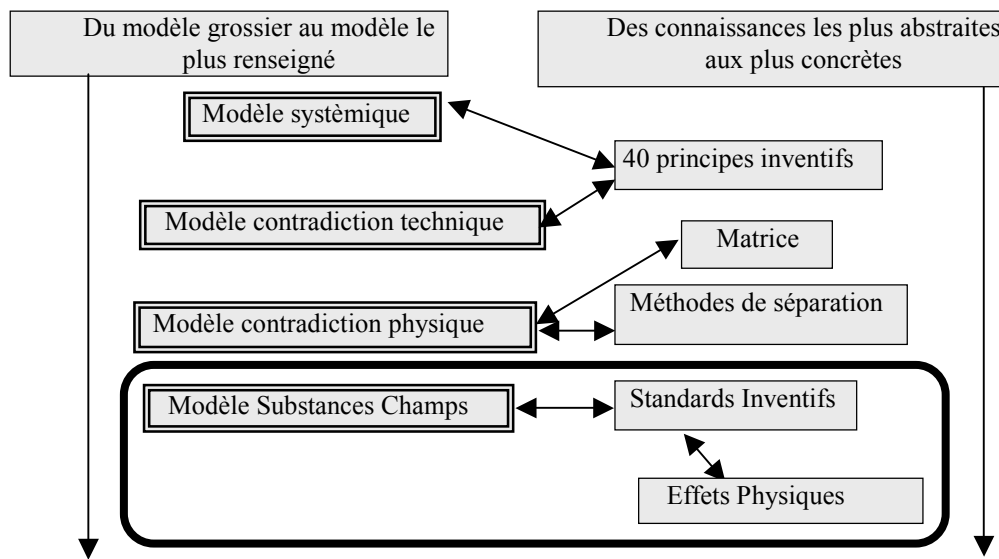 Du modèle grossier au modèle le
plus renseigné
Des connaissances les plus abstraites
aux plus concrètes
Modèle systèmique
40 principes inventifs
Modèle contradiction technique
Matrice
Méthodes de séparation
Modèle contradiction physique
Modèle Substances Champs
Standards Inventifs
Effets Physiques